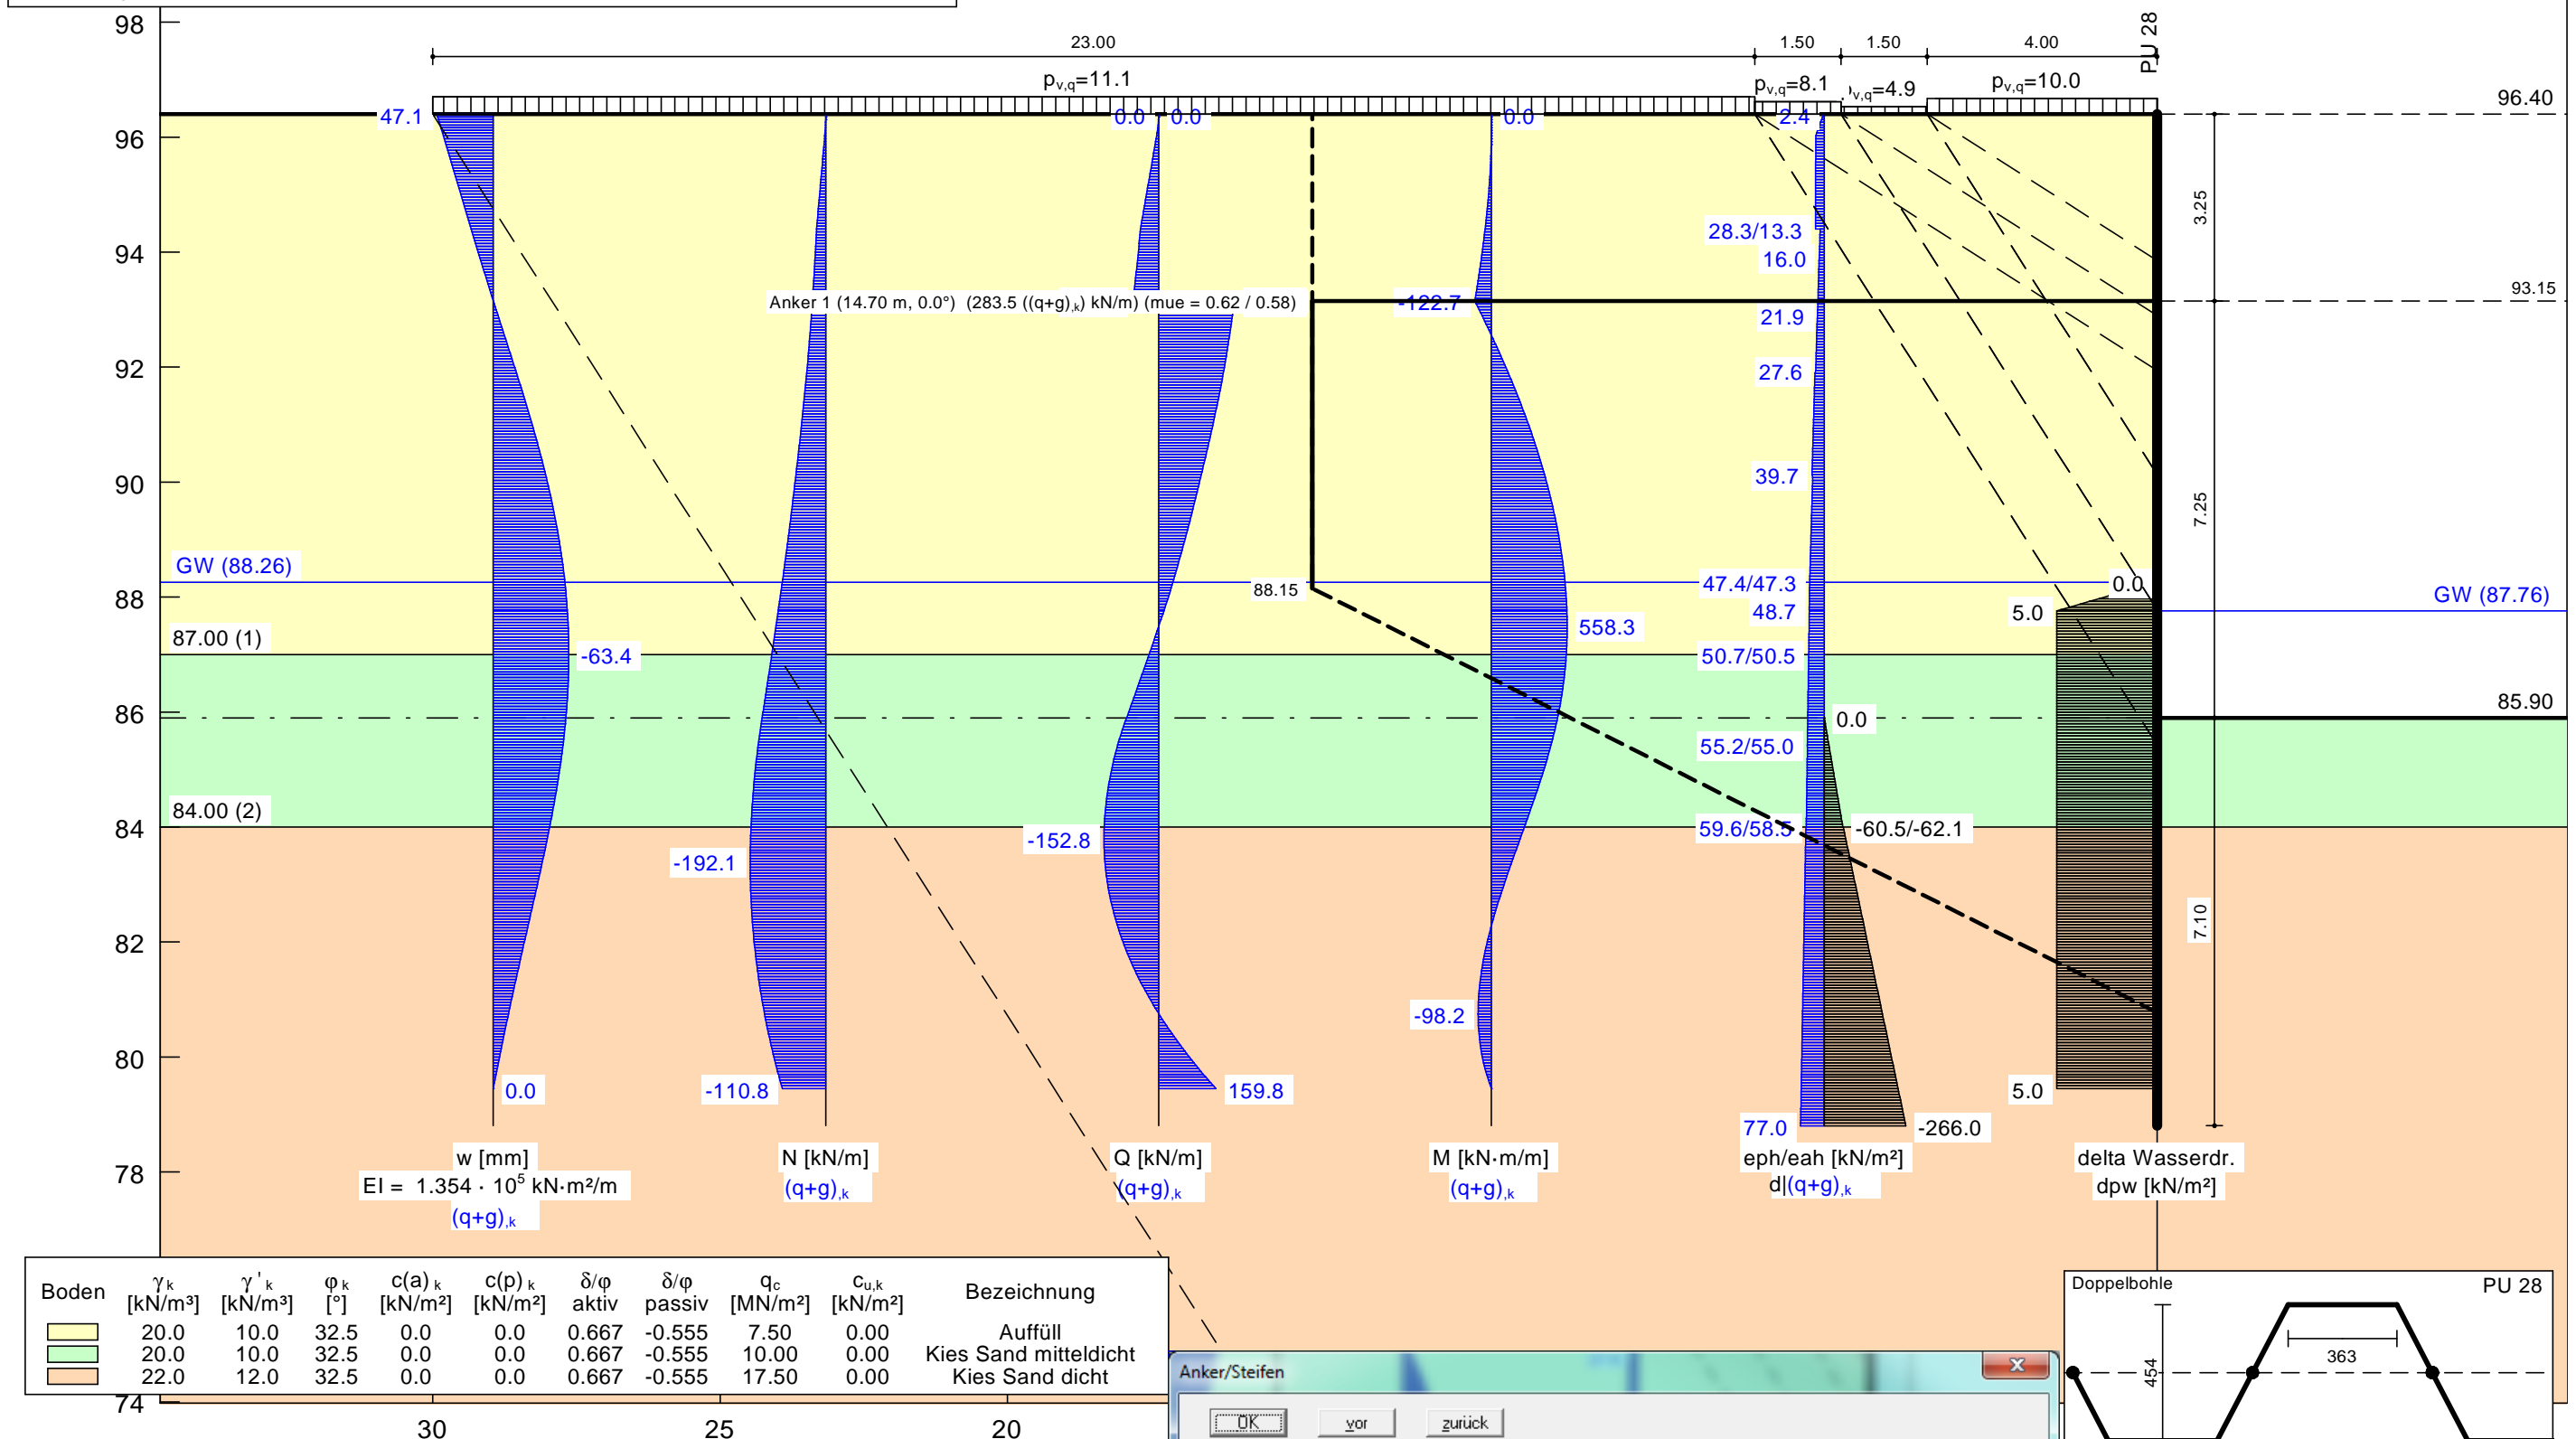 98
PU 28
23.00
1.50
1.50
4.00
pv,q=11.1
pv,q=8.1
v,q=4.9
pv,q=10.0
96.40
47.1
0.0
0.0
0.0
2.4
96
3.25
94
28.3/13.3
16.0
Anker 1 (14.70 m, 0.0°) (283.5 ((q+g),k) kN/m) (mue = 0.62 / 0.58)
-122.7
93.15
21.9
92
27.6
90
39.7
7.25
GW (88.26)
88.15
47.4/47.3
0.0
88
48.7
5.0
GW (87.76)
87.00 (1)
558.3
-63.4
50.7/50.5
86
0.0
85.90
55.2/55.0
84.00 (2)
84
59.6/58.5
-60.5/-62.1
-152.8
-192.1
82
7.10
-98.2
80
0.0
-110.8
159.8
5.0
77.0
-266.0
78
w [mm]
EI = 1.354 · 10⁵ kN·m²/m
(q+g),k
N [kN/m]
(q+g),k
Q [kN/m]
(q+g),k
M [kN·m/m]
(q+g),k
eph/eah [kN/m²]
d|(q+g),k
delta Wasserdr.
dpw [kN/m²]
Boden γk [kN/m³] γ'k [kN/m³] φk [°] c(a)k [kN/m²] c(p)k [kN/m²] δ/φ aktiv δ/φ passiv qc [MN/m²] cu,k [kN/m²] Bezeichnung
20.0 10.0 32.5 0.0 0.0 0.667 -0.555 7.50 0.00 Auffüll
20.0 10.0 32.5 0.0 0.0 0.667 -0.555 10.00 0.00 Kies Sand mitteldicht
22.0 12.0 32.5 0.0 0.0 0.667 -0.555 17.50 0.00 Kies Sand dicht
74
30
25
20
Anker/Steifen
OK
vor
zurück
Doppelbohle
PU 28
363
454